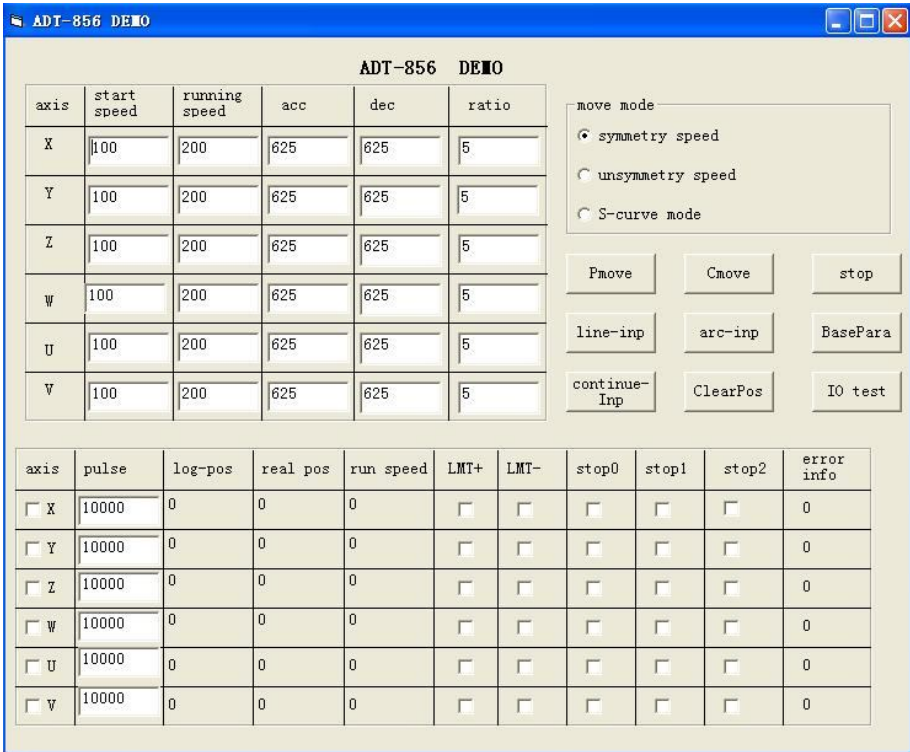 ADT-856 DEMO
ADT-856 DEMO
axis start speed running speed acc dec ratio
X 100 200 625 625 5
Y 100 200 625 625 5
Z 100 200 625 625 5
W 100 200 625 625 5
U 100 200 625 625 5
V 100 200 625 625 5
move mode
symmetry speed
unsymmetry speed
S-curve mode
Pmove Cmove stop
line-inp arc-inp BasePara
continue-Inp ClearPos IO test
axis pulse log-pos real pos run speed LMT+ LMT- stop0 stop1 stop2 error info
X 10000 0 0 0 0
Y 10000 0 0 0 0
Z 10000 0 0 0 0
W 10000 0 0 0 0
U 10000 0 0 0 0
V 10000 0 0 0 0